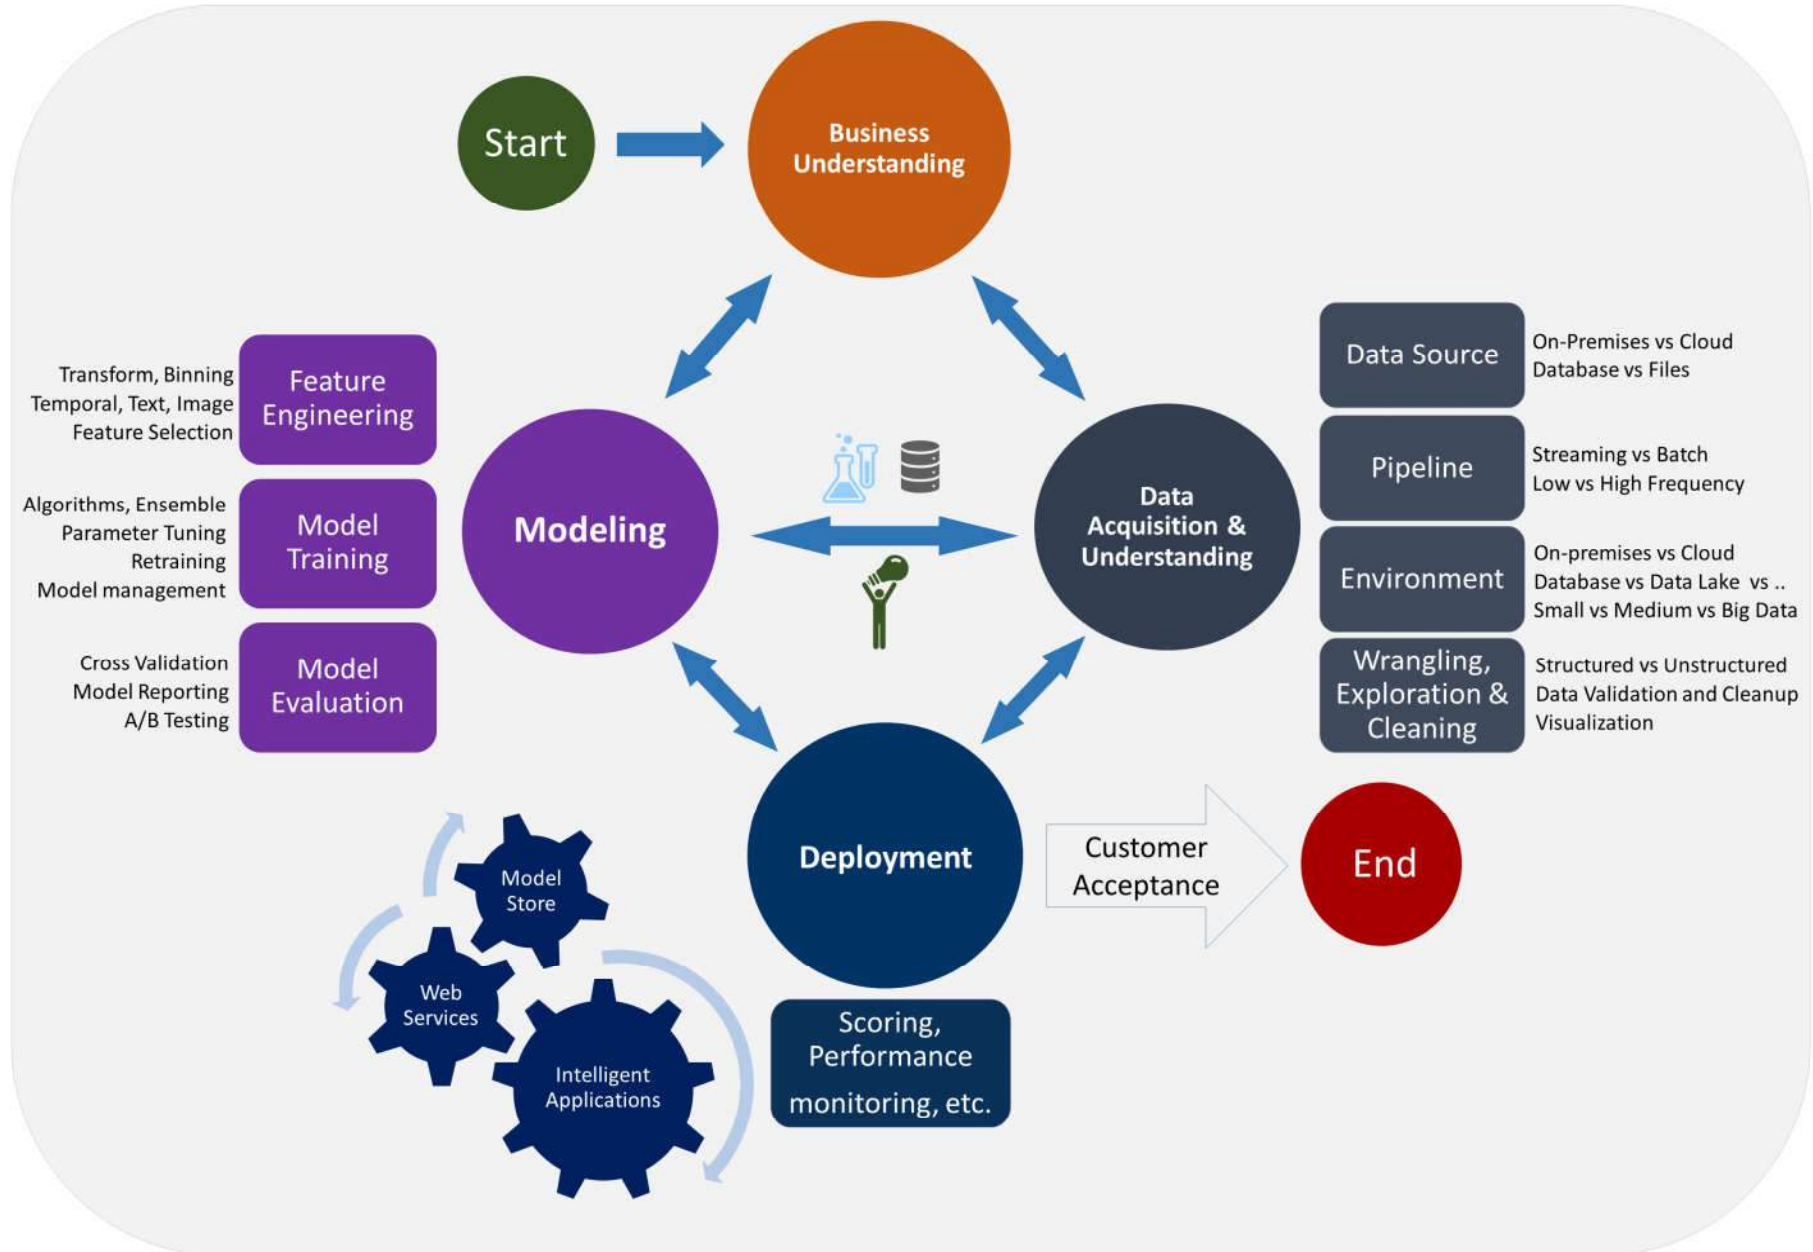 Start
Business
Understanding
Transform, Binning
Temporal, Text, Image
Feature Selection
Feature
Engineering
Algorithms, Ensemble
Parameter Tuning
Retraining
Model management
Model
Training
Cross Validation
Model Reporting
A/B Testing
Model
Evaluation
Modeling
Data
Acquisition &
Understanding
Data Source
On-Premises vs Cloud
Database vs Files
Pipeline
Streaming vs Batch
Low vs High Frequency
Environment
On-premises vs Cloud
Database vs Data Lake vs ..
Small vs Medium vs Big Data
Wrangling,
Exploration &
Cleaning
Structured vs Unstructured
Data Validation and Cleanup
Visualization
Deployment
Customer
Acceptance
End
Model
Store
Web
Services
Intelligent
Applications
Scoring,
Performance
monitoring, etc.